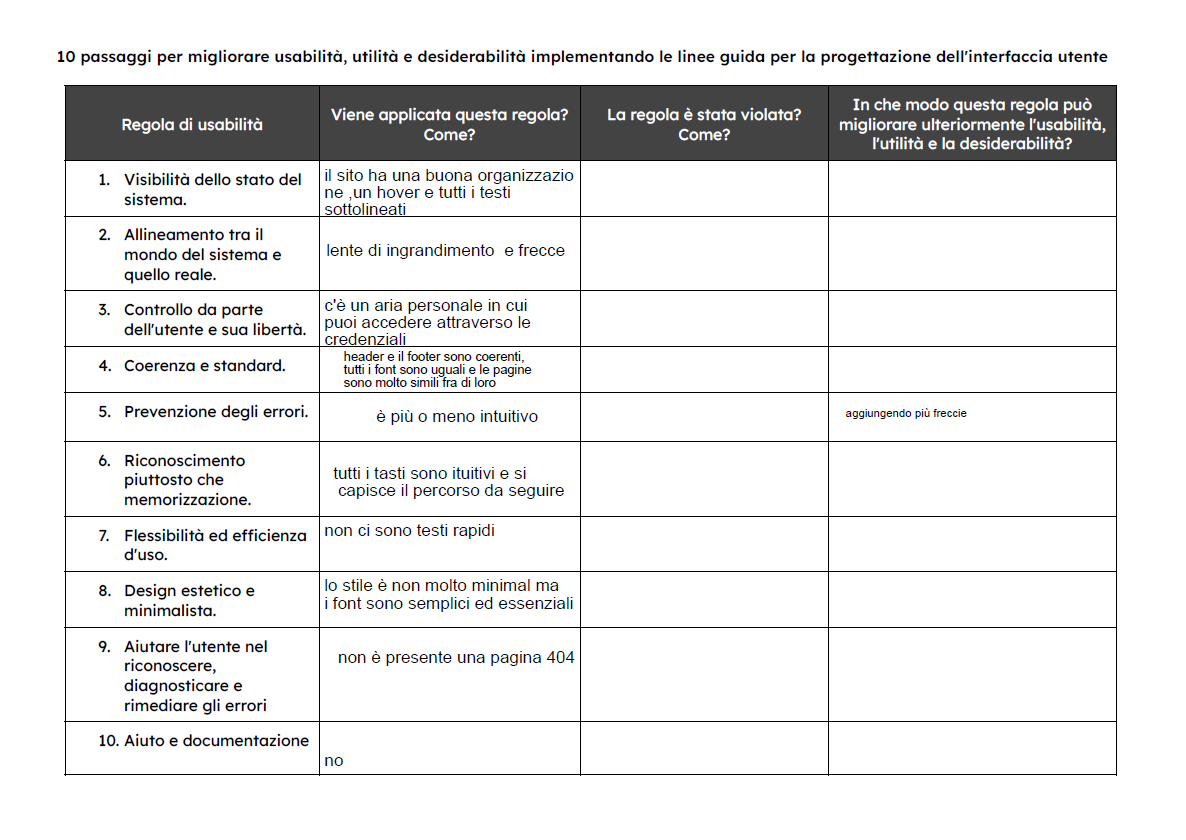 10 passaggi per migliorare usabilità, utilità e desiderabilità implementando le linee guida per la progettazione dell'interfaccia utente
Regola di usabilità
Viene applicata questa regola?
Come?
La regola è stata violata?
Come?
In che modo questa regola può
migliorare ulteriormente l'usabilità,
l'utilità e la desiderabilità?
1. Visibilità dello stato del
sistema.
il sito ha una buona organizzazio
ne ,un hover e tutti i testi
sottolineati
2. Allineamento tra il
mondo del sistema e
quello reale.
lente di ingrandimento e frecce
3. Controllo da parte
dell'utente e sua libertà.
c'è un aria personale in cui
puoi accedere attraverso le
credenziali
4. Coerenza e standard.
header e il footer sono coerenti,
tutti i font sono uguali e le pagine
sono molto simili fra di loro
5. Prevenzione degli errori.
è più o meno intuitivo
aggiungendo più freccie
6. Riconoscimento
piuttosto che
memorizzazione.
tutti i tasti sono ituitivi e si
capisce il percorso da seguire
7. Flessibilità ed efficienza
d'uso.
non ci sono testi rapidi
8. Design estetico e
minimalista.
lo stile è non molto minimal ma
i font sono semplici ed essenziali
9. Aiutare l'utente nel
riconoscere,
diagnosticare e
rimediare gli errori
non è presente una pagina 404
10. Aiuto e documentazione
no